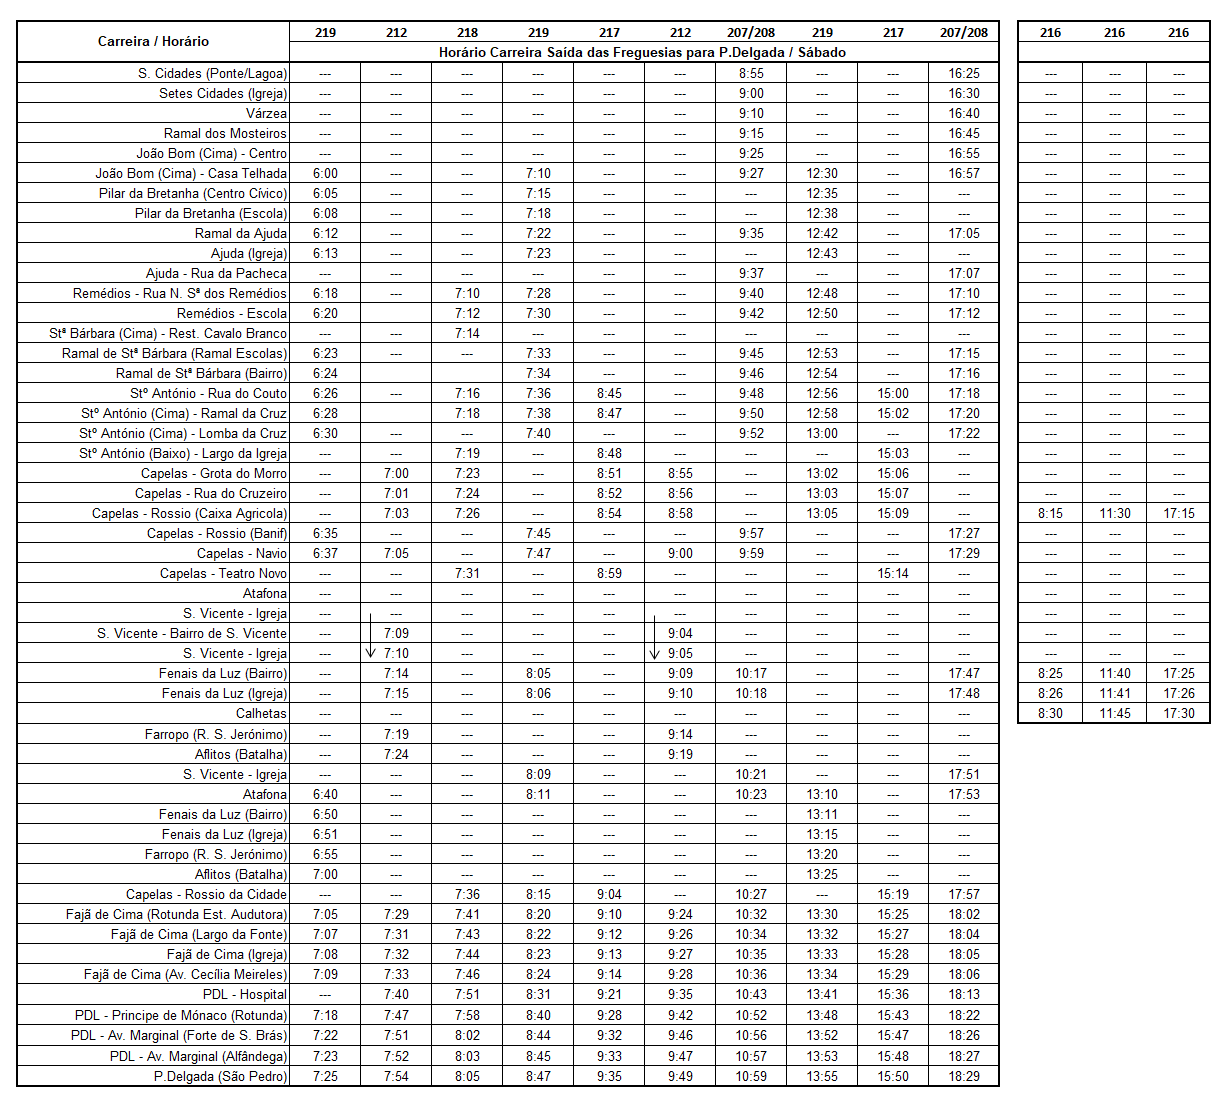 Carreira / Horário 219 212 218 219 217 212 207/208 219 217 207/208 216 216 216
Horário Carreira Saída das Freguesias para P.Delgada / Sábado
S. Cidades (Ponte/Lagoa) --- --- --- --- --- --- 8:55 --- --- 16:25 --- --- ---
Setes Cidades (Igreja) --- --- --- --- --- --- 9:00 --- --- 16:30 --- --- ---
Várzea --- --- --- --- --- --- 9:10 --- --- 16:40 --- --- ---
Ramal dos Mosteiros --- --- --- --- --- --- 9:15 --- --- 16:45 --- --- ---
João Bom (Cima) - Centro --- --- --- --- --- --- 9:25 --- --- 16:55 --- --- ---
João Bom (Cima) - Casa Telhada 6:00 --- --- 7:10 --- --- 9:27 12:30 --- 16:57 --- --- ---
Pilar da Bretanha (Centro Cívico) 6:05 --- --- 7:15 --- --- --- 12:35 --- --- --- --- ---
Pilar da Bretanha (Escola) 6:08 --- --- 7:18 --- --- --- 12:38 --- --- --- --- ---
Ramal da Ajuda 6:12 --- --- 7:22 --- --- 9:35 12:42 --- 17:05 --- --- ---
Ajuda (Igreja) 6:13 --- --- 7:23 --- --- --- 12:43 --- --- --- --- ---
Ajuda - Rua da Pacheca --- --- --- --- --- --- 9:37 --- --- 17:07 --- --- ---
Remédios - Rua N. Sª dos Remédios 6:18 --- 7:10 7:28 --- --- 9:40 12:48 --- 17:10 --- --- ---
Remédios - Escola 6:20 7:12 7:30 --- --- 9:42 12:50 --- 17:12 --- --- ---
Stª Bárbara (Cima) - Rest. Cavalo Branco --- --- 7:14 --- --- --- --- --- --- --- --- --- ---
Ramal de Stª Bárbara (Ramal Escolas) 6:23 --- --- 7:33 --- --- 9:45 12:53 --- 17:15 --- --- ---
Ramal de Stª Bárbara (Bairro) 6:24 7:34 --- --- 9:46 12:54 --- 17:16 --- --- ---
Stº António - Rua do Couto 6:26 --- 7:16 7:36 8:45 --- 9:48 12:56 15:00 17:18 --- --- ---
Stº António (Cima) - Ramal da Cruz 6:28 7:18 7:38 8:47 --- 9:50 12:58 15:02 17:20 --- --- ---
Stº António (Cima) - Lomba da Cruz 6:30 --- --- 7:40 --- --- 9:52 13:00 --- 17:22 --- --- ---
Stº António (Baixo) - Largo da Igreja --- --- 7:19 --- 8:48 --- --- 15:03 --- --- --- ---
Capelas - Grota do Morro --- 7:00 7:23 --- 8:51 8:55 --- 13:02 15:06 --- --- --- ---
Capelas - Rua do Cruzeiro --- 7:01 7:24 --- 8:52 8:56 --- 13:03 15:07 --- --- --- ---
Capelas - Rossio (Caixa Agricola) --- 7:03 7:26 --- 8:54 8:58 --- 13:05 15:09 --- 8:15 11:30 17:15
Capelas - Rossio (Banif) 6:35 --- --- 7:45 --- --- 9:57 --- --- 17:27 --- --- ---
Capelas - Navio 6:37 7:05 --- 7:47 --- 9:00 9:59 --- --- 17:29 --- --- ---
Capelas - Teatro Novo --- --- 7:31 --- 8:59 --- --- --- 15:14 --- --- --- ---
Atafona --- --- --- --- --- --- --- --- --- --- --- --- ---
S. Vicente - Igreja --- --- --- --- --- --- --- --- --- --- --- --- ---
S. Vicente - Bairro de S. Vicente --- 7:09 --- --- --- 9:04 --- --- --- --- --- --- ---
S. Vicente - Igreja --- 7:10 --- --- --- 9:05 --- --- --- --- --- --- ---
Fenais da Luz (Bairro) --- 7:14 --- 8:05 --- 9:09 10:17 --- --- 17:47 8:25 11:40 17:25
Fenais da Luz (Igreja) --- 7:15 --- 8:06 --- 9:10 10:18 --- --- 17:48 8:26 11:41 17:26
Calhetas --- --- --- --- --- --- --- --- --- --- 8:30 11:45 17:30
Farropo (R. S. Jerónimo) --- 7:19 --- --- --- 9:14 --- --- --- ---
Aflitos (Batalha) --- 7:24 --- --- --- 9:19 --- --- --- ---
S. Vicente - Igreja --- --- --- 8:09 --- --- 10:21 --- --- 17:51
Atafona 6:40 --- --- 8:11 --- --- 10:23 13:10 --- 17:53
Fenais da Luz (Bairro) 6:50 --- --- --- --- --- --- 13:11 --- ---
Fenais da Luz (Igreja) 6:51 --- --- --- --- --- --- 13:15 --- ---
Farropo (R. S. Jerónimo) 6:55 --- --- --- --- --- --- 13:20 --- ---
Aflitos (Batalha) 7:00 --- --- --- --- --- --- 13:25 --- ---
Capelas - Rossio da Cidade --- --- 7:36 8:15 9:04 --- 10:27 --- 15:19 17:57
Fajã de Cima (Rotunda Est. Audutora) 7:05 7:29 7:41 8:20 9:10 9:24 10:32 13:30 15:25 18:02
Fajã de Cima (Largo da Fonte) 7:07 7:31 7:43 8:22 9:12 9:26 10:34 13:32 15:27 18:04
Fajã de Cima (Igreja) 7:08 7:32 7:44 8:23 9:13 9:27 10:35 13:33 15:28 18:05
Fajã de Cima (Av. Cecília Meireles) 7:09 7:33 7:46 8:24 9:14 9:28 10:36 13:34 15:29 18:06
PDL - Hospital --- 7:40 7:51 8:31 9:21 9:35 10:43 13:41 15:36 18:13
PDL - Principe de Mónaco (Rotunda) 7:18 7:47 7:58 8:40 9:28 9:42 10:52 13:48 15:43 18:22
PDL - Av. Marginal (Forte de S. Brás) 7:22 7:51 8:02 8:44 9:32 9:46 10:56 13:52 15:47 18:26
PDL - Av. Marginal (Alfândega) 7:23 7:52 8:03 8:45 9:33 9:47 10:57 13:53 15:48 18:27
P.Delgada (São Pedro) 7:25 7:54 8:05 8:47 9:35 9:49 10:59 13:55 15:50 18:29